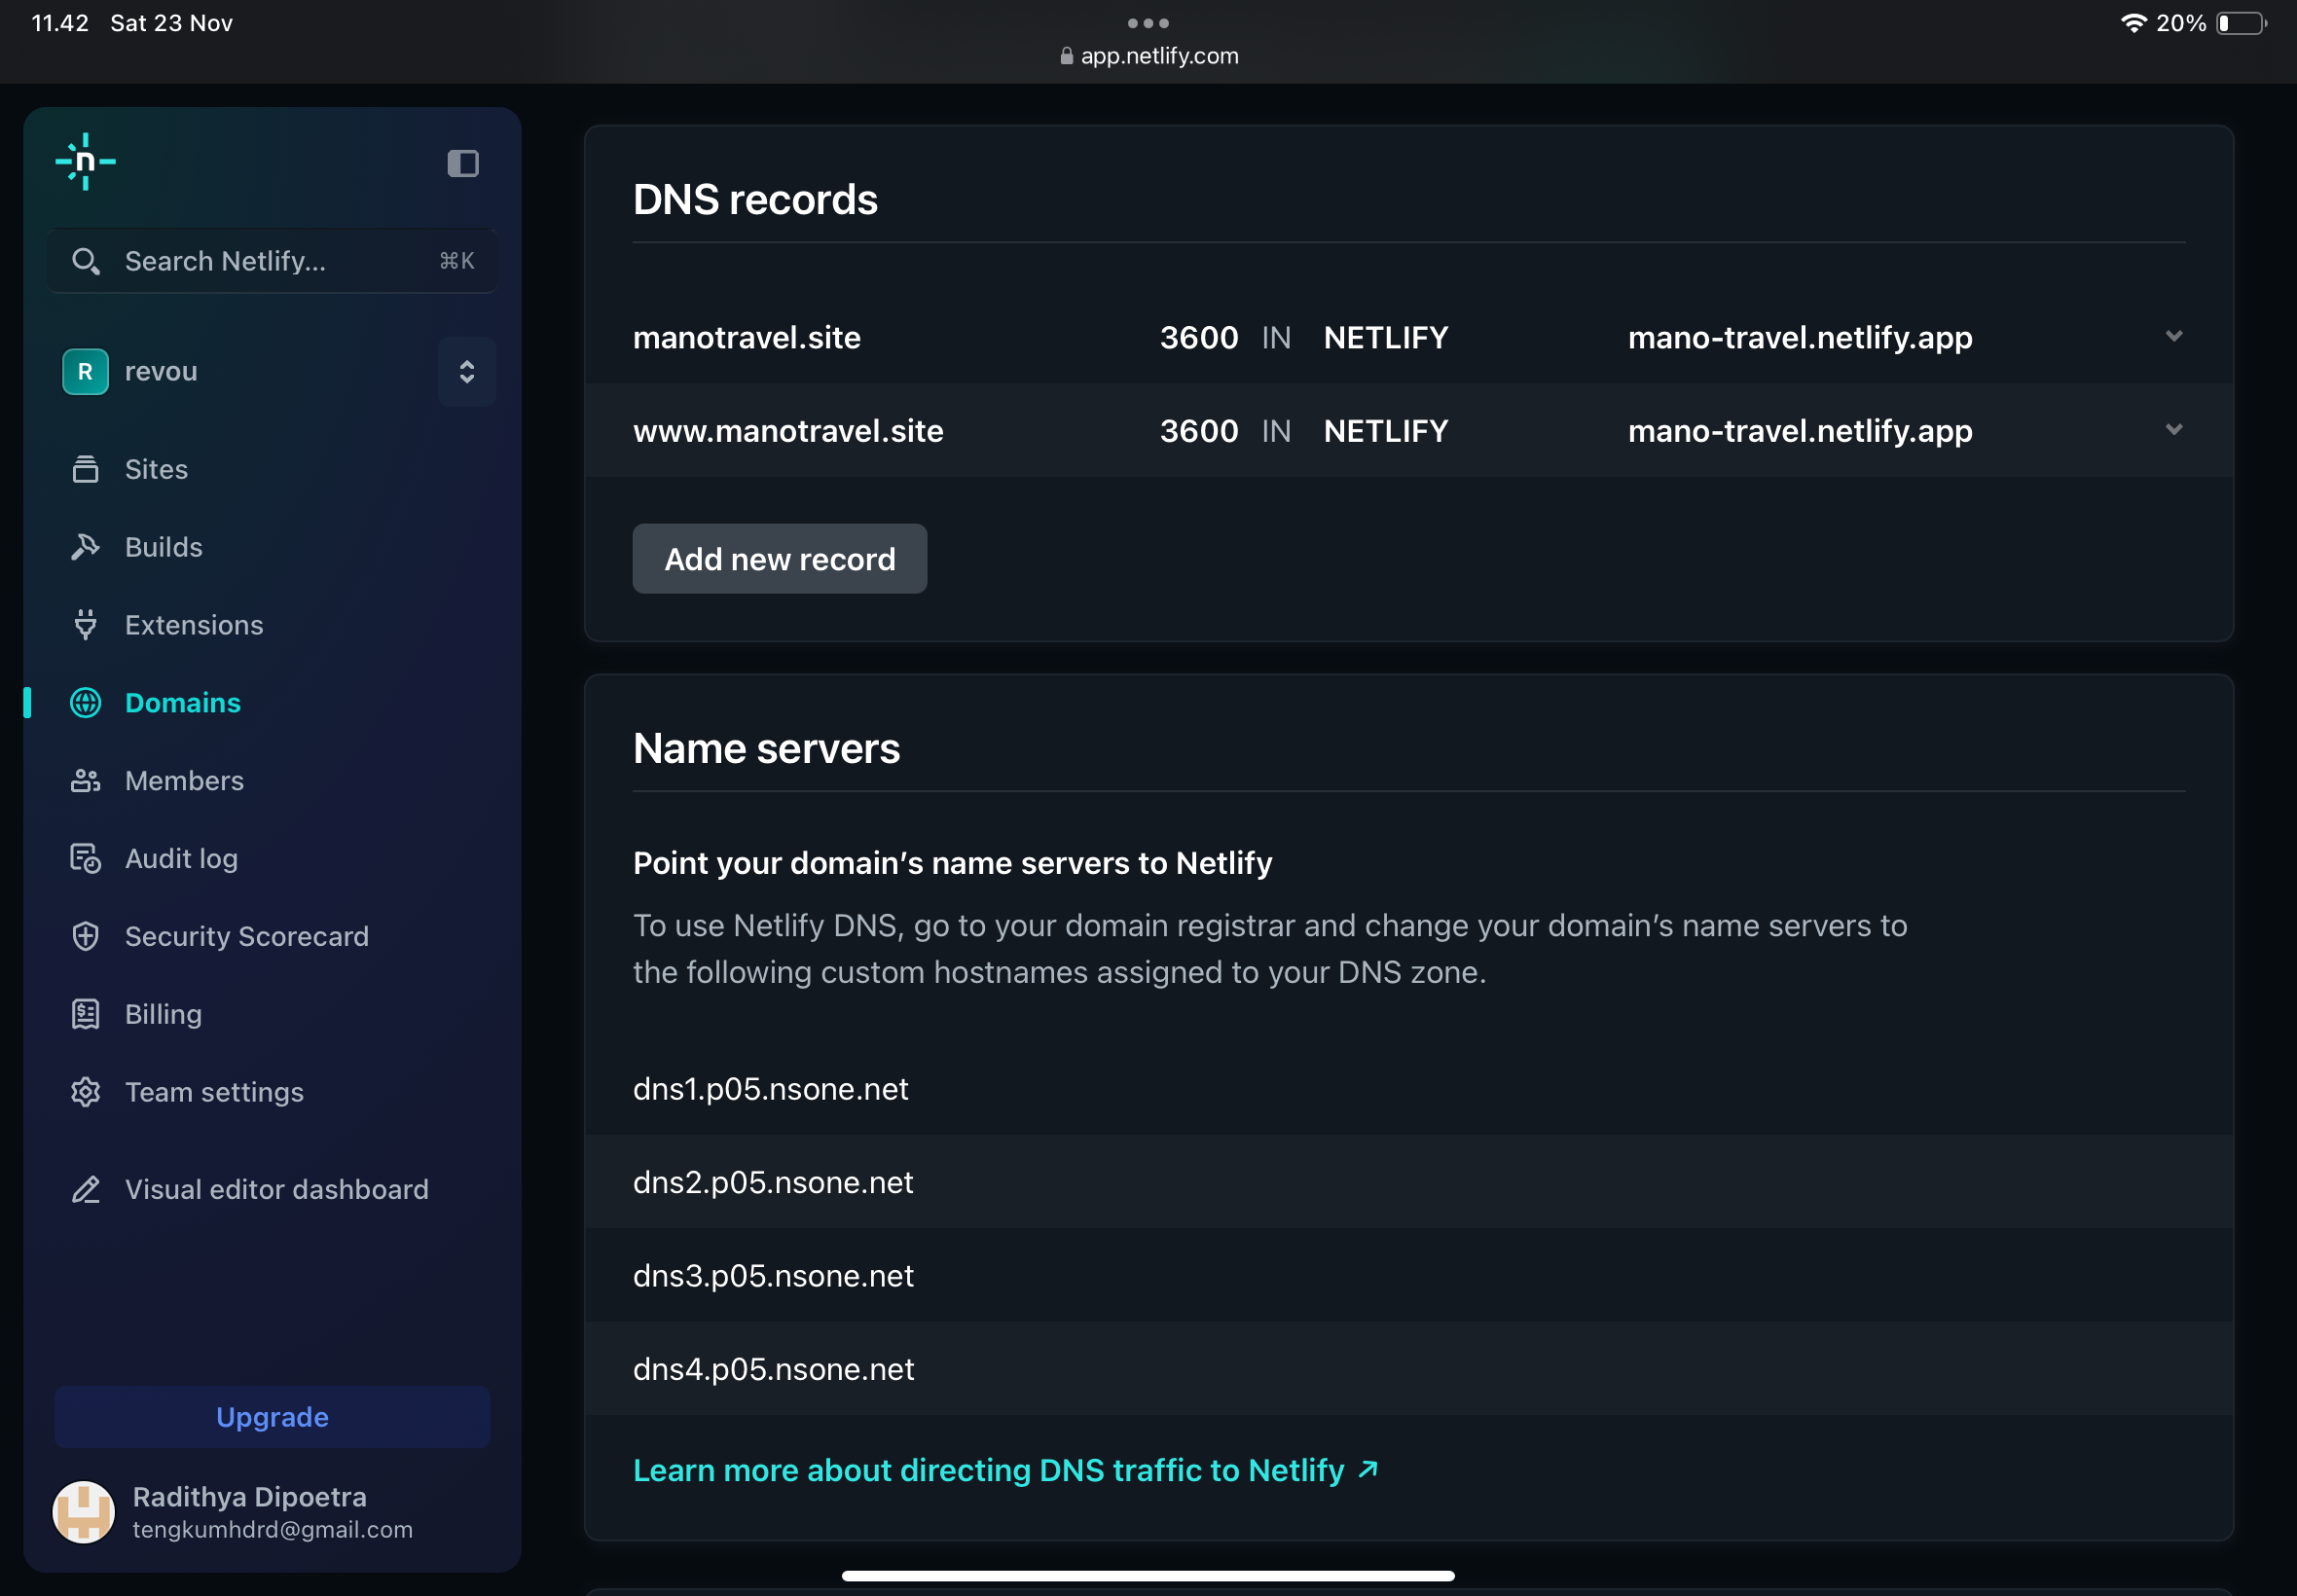 11.42 Sat 23 Nov
20%
app.netlify.com
n
Search Netlify... ⌘K
R revou
Sites
Builds
Extensions
Domains
Members
Audit log
Security Scorecard
Billing
Team settings
Visual editor dashboard
Upgrade
Radithya Dipoetra
tengkumhdrd@gmail.com
DNS records
manotravel.site 3600 IN NETLIFY mano-travel.netlify.app
www.manotravel.site 3600 IN NETLIFY mano-travel.netlify.app
Add new record
Name servers
Point your domain’s name servers to Netlify
To use Netlify DNS, go to your domain registrar and change your domain’s name servers to
the following custom hostnames assigned to your DNS zone.
dns1.p05.nsone.net
dns2.p05.nsone.net
dns3.p05.nsone.net
dns4.p05.nsone.net
Learn more about directing DNS traffic to Netlify ↗